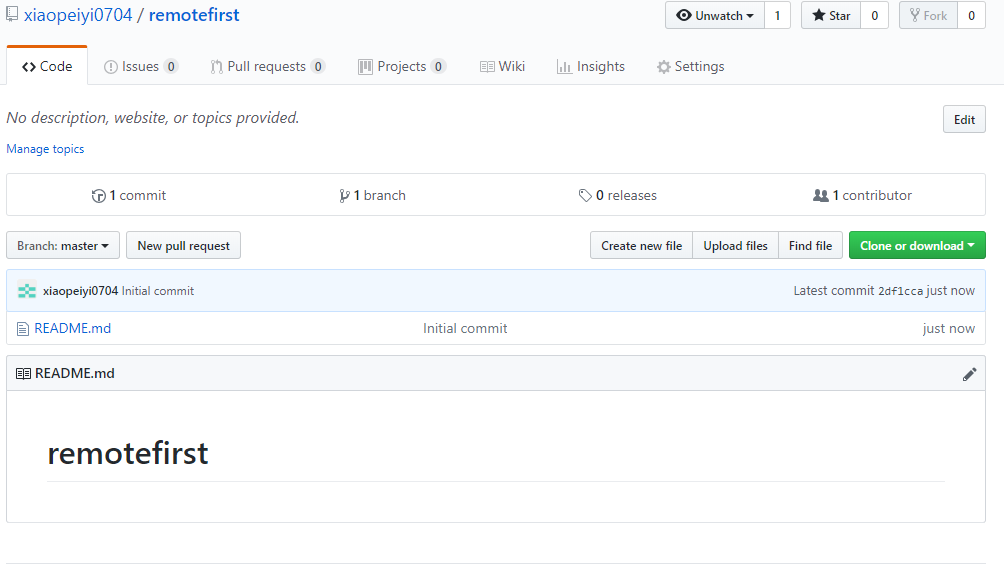 xiaopeiyi0704 / remotefirst Unwatch 1 Star 0 Fork 0
Code Issues 0 Pull requests 0 Projects 0 Wiki Insights Settings
No description, website, or topics provided. Edit
Manage topics
1 commit 1 branch 0 releases 1 contributor
Branch: master New pull request Create new file Upload files Find file Clone or download
xiaopeiyi0704 Initial commit Latest commit 2df1cca just now
README.md Initial commit just now
README.md
remotefirst